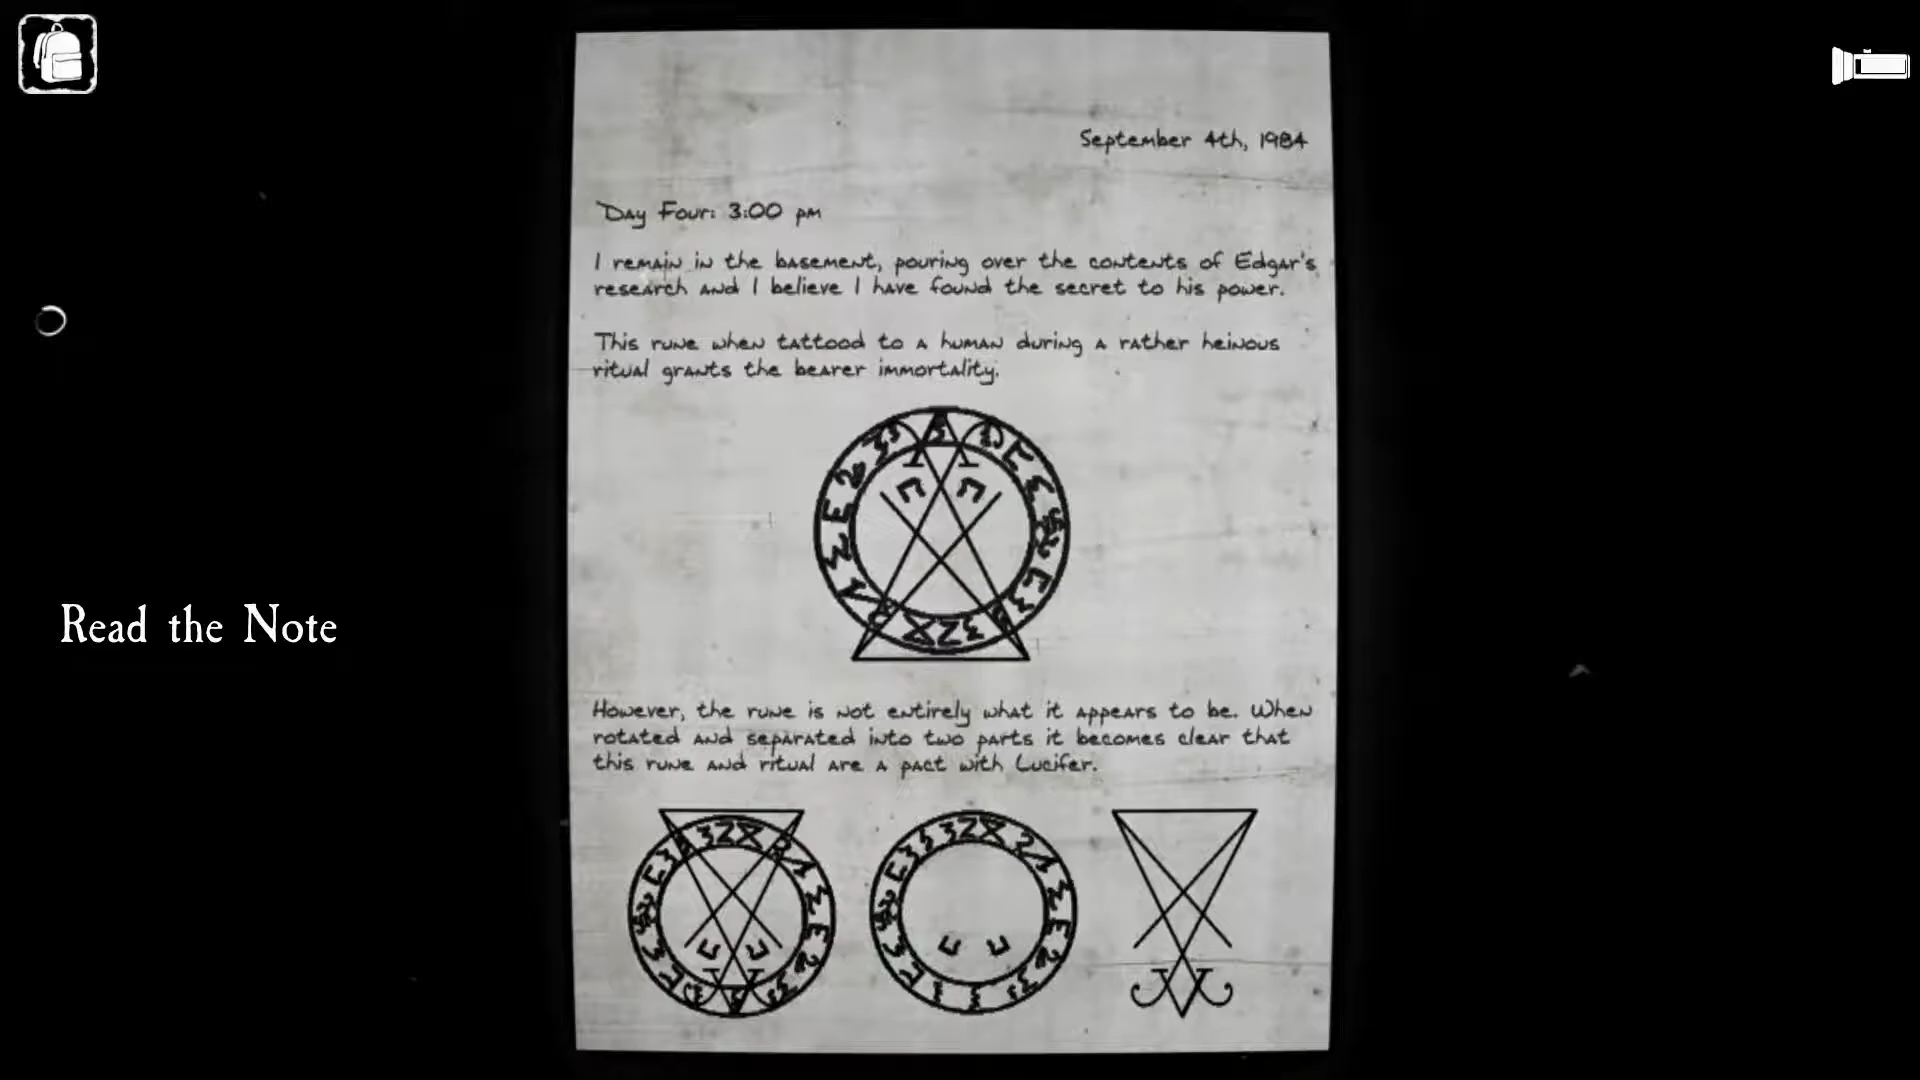 September 4th, 1984
Day Four: 3:00 pm
I remain in the basement, pouring over the contents of Edgar's
research and I believe I have found the secret to his power.
This rune when tattood to a human during a rather heinous
ritual grants the bearer immortality.
Read the Note
However, the rune is not entirely what it appears to be. When
rotated and separated into two parts it becomes clear that
this rune and ritual are a pact with Lucifer.